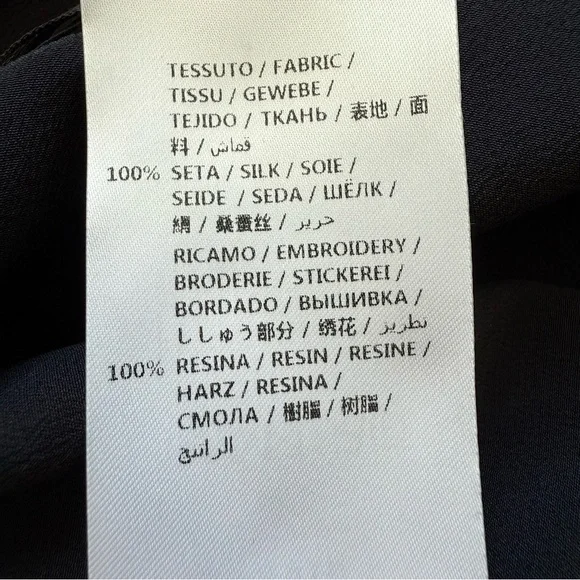 TESSUTO / FABRIC /
TISSU / GEWEBE /
TEJIDO / ТКАНЬ / 表地 / 面
料 / قماش
100% SETA / SILK / SOIE /
SEIDE / SEDA / ШЁЛК /
絹 / 桑蚕丝 / حرير
RICAMO / EMBROIDERY /
BRODERIE / STICKEREI /
BORDADO / ВЫШИВКА /
ししゅう部分 / 绣花 / تطريز
100% RESINA / RESIN / RESINE /
HARZ / RESINA /
СМОЛА / 樹脂 / 树脂 /
الراتنج